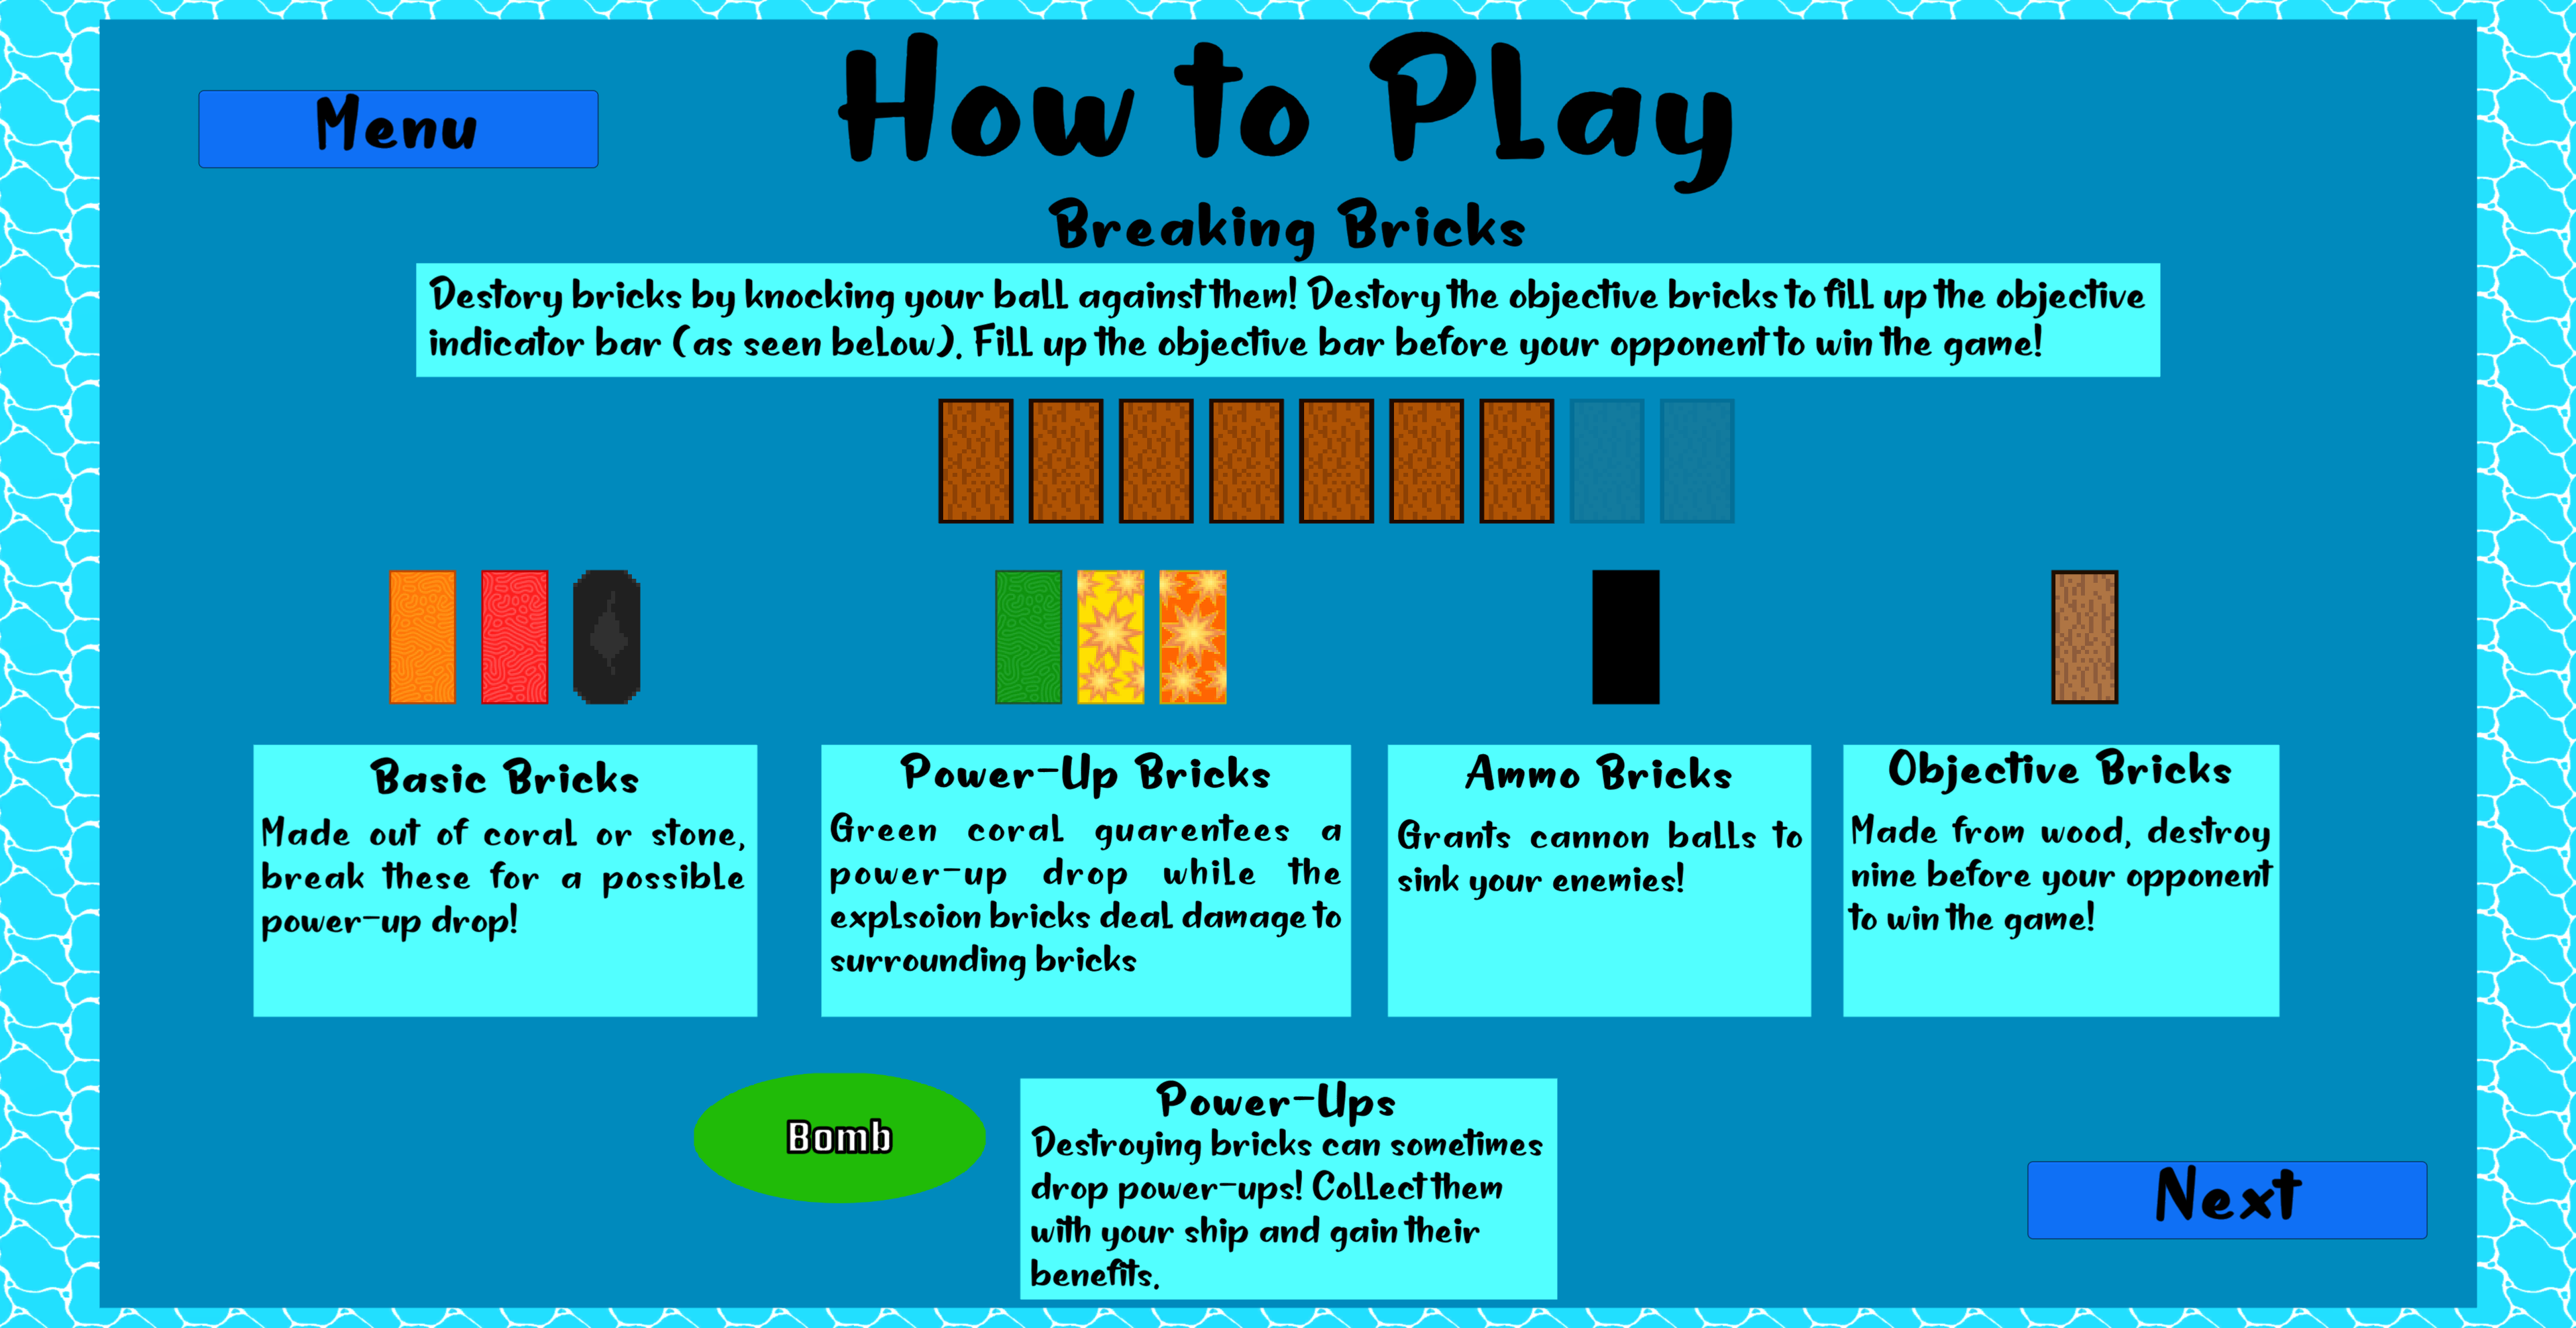 How to Play
Menu
Breaking Bricks
Destory bricks by knocking your ball against them! Destory the objective bricks to fill up the objective
indicator bar (as seen below). Fill up the objective bar before your opponent to win the game!
Basic Bricks
Made out of coral or stone,
break these for a possible
power-up drop!
Power-Up Bricks
Green coral guarentees a
power-up drop while the
explsoion bricks deal damage to
surrounding bricks
Ammo Bricks
Grants cannon balls to
sink your enemies!
Objective Bricks
Made from wood, destroy
nine before your opponent
to win the game!
Bomb
Power-Ups
Destroying bricks can sometimes
drop power-ups! Collect them
with your ship and gain their
benefits.
Next